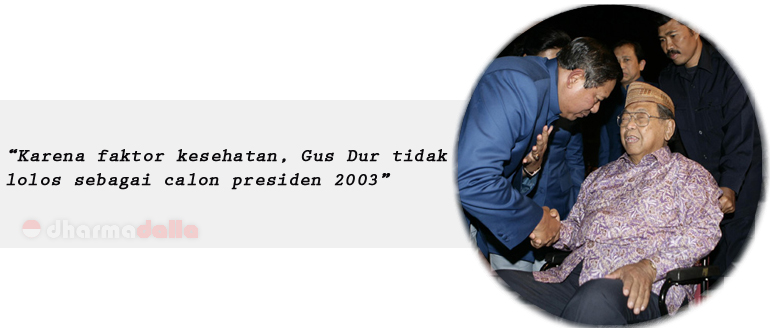 “Karena faktor kesehatan, Gus Dur tidak
lolos sebagai calon presiden 2003”
dharmadalla